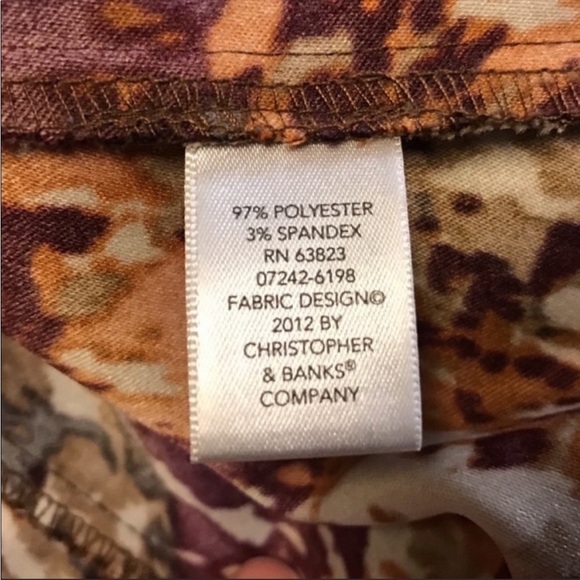 97% POLYESTER
3% SPANDEX
RN 63823
07242-6198
FABRIC DESIGN©
2012 BY
CHRISTOPHER
& BANKS®
COMPANY